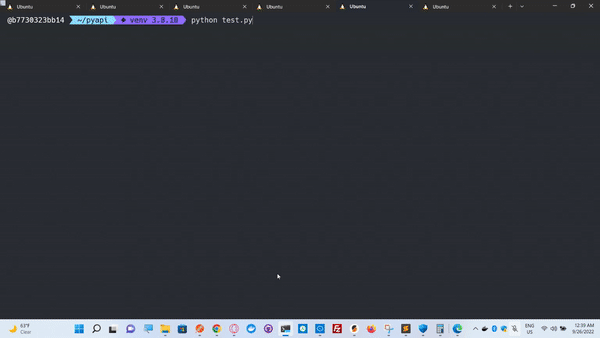 Ubuntu Ubuntu Ubuntu Ubuntu Ubuntu Ubuntu
@b7730323bb14 ~/pyapi venv 3.8.10 python test.py
63°F
Clear
ENG
US
12:39 AM
9/26/2022